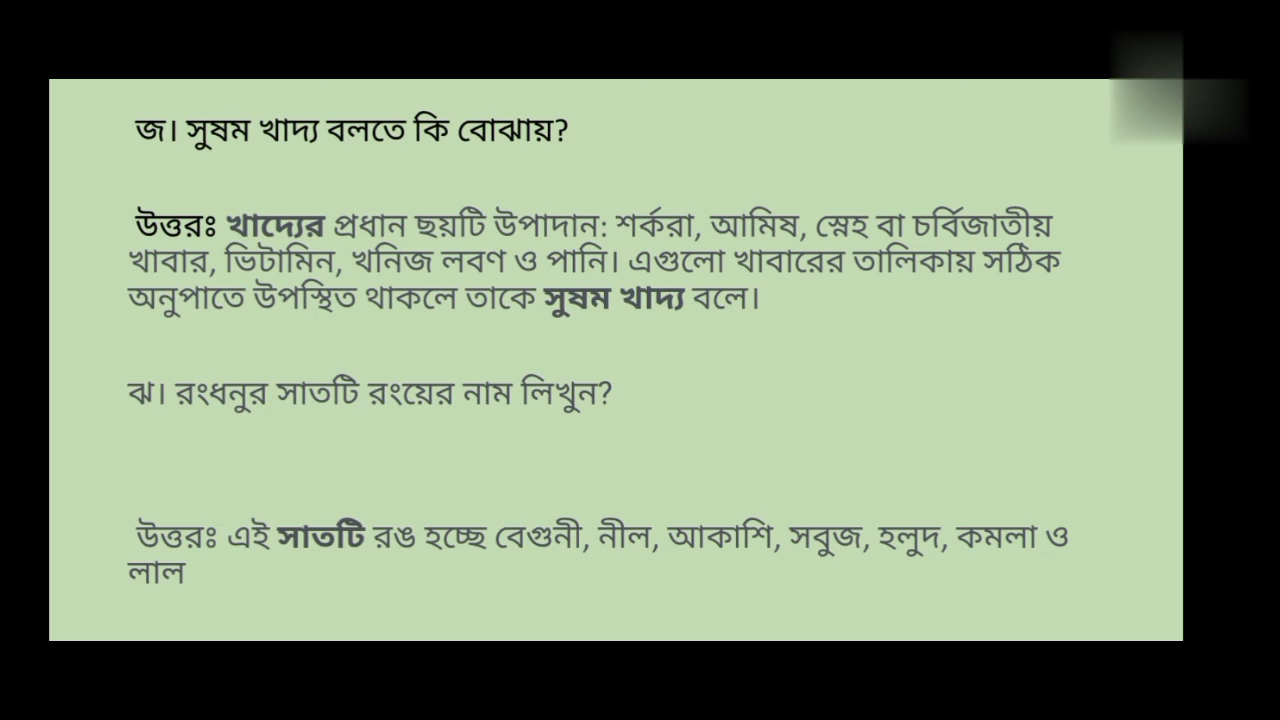 জ। সুষম খাদ্য বলতে কি বোঝায়?
উত্তরঃ খাদ্যের প্রধান ছয়টি উপাদান: শর্করা, আমিষ, স্নেহ বা চর্বিজাতীয়
খাবার, ভিটামিন, খনিজ লবণ ও পানি। এগুলো খাবারের তালিকায় সঠিক
অনুপাতে উপস্থিত থাকলে তাকে সুষম খাদ্য বলে।
ঝ। রংধনুর সাতটি রংয়ের নাম লিখুন?
উত্তরঃ এই সাতটি রঙ হচ্ছে বেগুনী, নীল, আকাশি, সবুজ, হলুদ, কমলা ও
লাল